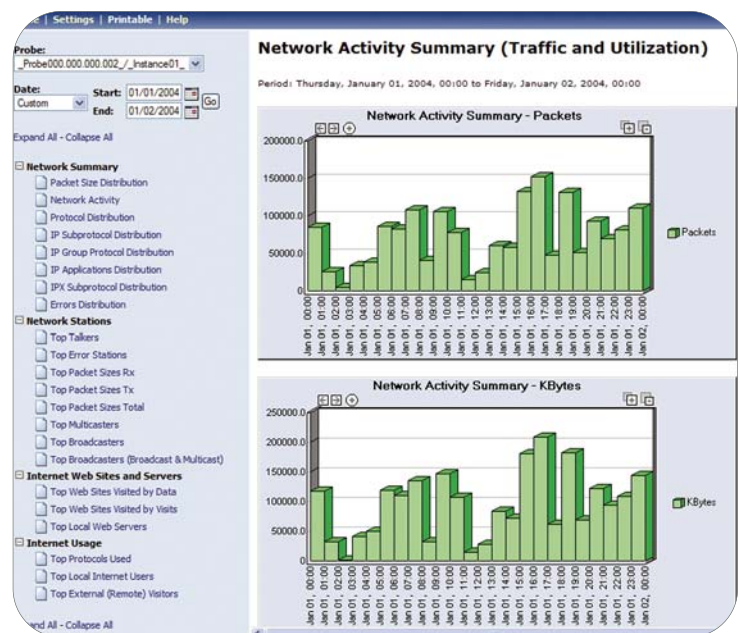 | Settings | Printable | Help
Probe:
_Probe000.000.000.002_/_Instance01_
Date:
Custom
Start: 01/01/2004
End: 01/02/2004
Go
Expand All - Collapse All
Network Summary
Packet Size Distribution
Network Activity
Protocol Distribution
IP Subprotocol Distribution
IP Group Protocol Distribution
IP Applications Distribution
IPX Subprotocol Distribution
Errors Distribution
Network Stations
Top Talkers
Top Error Stations
Top Packet Sizes Rx
Top Packet Sizes Tx
Top Packet Sizes Total
Top Multicasters
Top Broadcasters
Top Broadcasters (Broadcast & Multicast)
Internet Web Sites and Servers
Top Web Sites Visited by Data
Top Web Sites Visited by Visits
Top Local Web Servers
Internet Usage
Top Protocols Used
Top Local Internet Users
Top External (Remote) Visitors
All - Collapse All
Network Activity Summary (Traffic and Utilization)
Period: Thursday, January 01, 2004, 00:00 to Friday, January 02, 2004, 00:00
Network Activity Summary - Packets
200000.0
150000.0
100000.0
50000.0
0
Packets
Jan 01, 00:00
Jan 01, 01:00
Jan 01, 02:00
Jan 01, 03:00
Jan 01, 04:00
Jan 01, 05:00
Jan 01, 06:00
Jan 01, 07:00
Jan 01, 08:00
Jan 01, 09:00
Jan 01, 10:00
Jan 01, 11:00
Jan 01, 12:00
Jan 01, 13:00
Jan 01, 14:00
Jan 01, 15:00
Jan 01, 16:00
Jan 01, 17:00
Jan 01, 18:00
Jan 01, 19:00
Jan 01, 20:00
Jan 01, 21:00
Jan 01, 22:00
Jan 01, 23:00
Jan 02, 00:00
Network Activity Summary - KBytes
250000.0
200000.0
150000.0
100000.0
50000.0
0
KBytes
Jan 01, 00:00
Jan 01, 01:00
Jan 01, 02:00
Jan 01, 03:00
Jan 01, 04:00
Jan 01, 05:00
Jan 01, 06:00
Jan 01, 07:00
Jan 01, 08:00
Jan 01, 09:00
Jan 01, 10:00
Jan 01, 11:00
Jan 01, 12:00
Jan 01, 13:00
Jan 01, 14:00
Jan 01, 15:00
Jan 01, 16:00
Jan 01, 17:00
Jan 01, 18:00
Jan 01, 19:00
Jan 01, 20:00
Jan 01, 21:00
Jan 01, 22:00
Jan 01, 23:00
Jan 02, 00:00